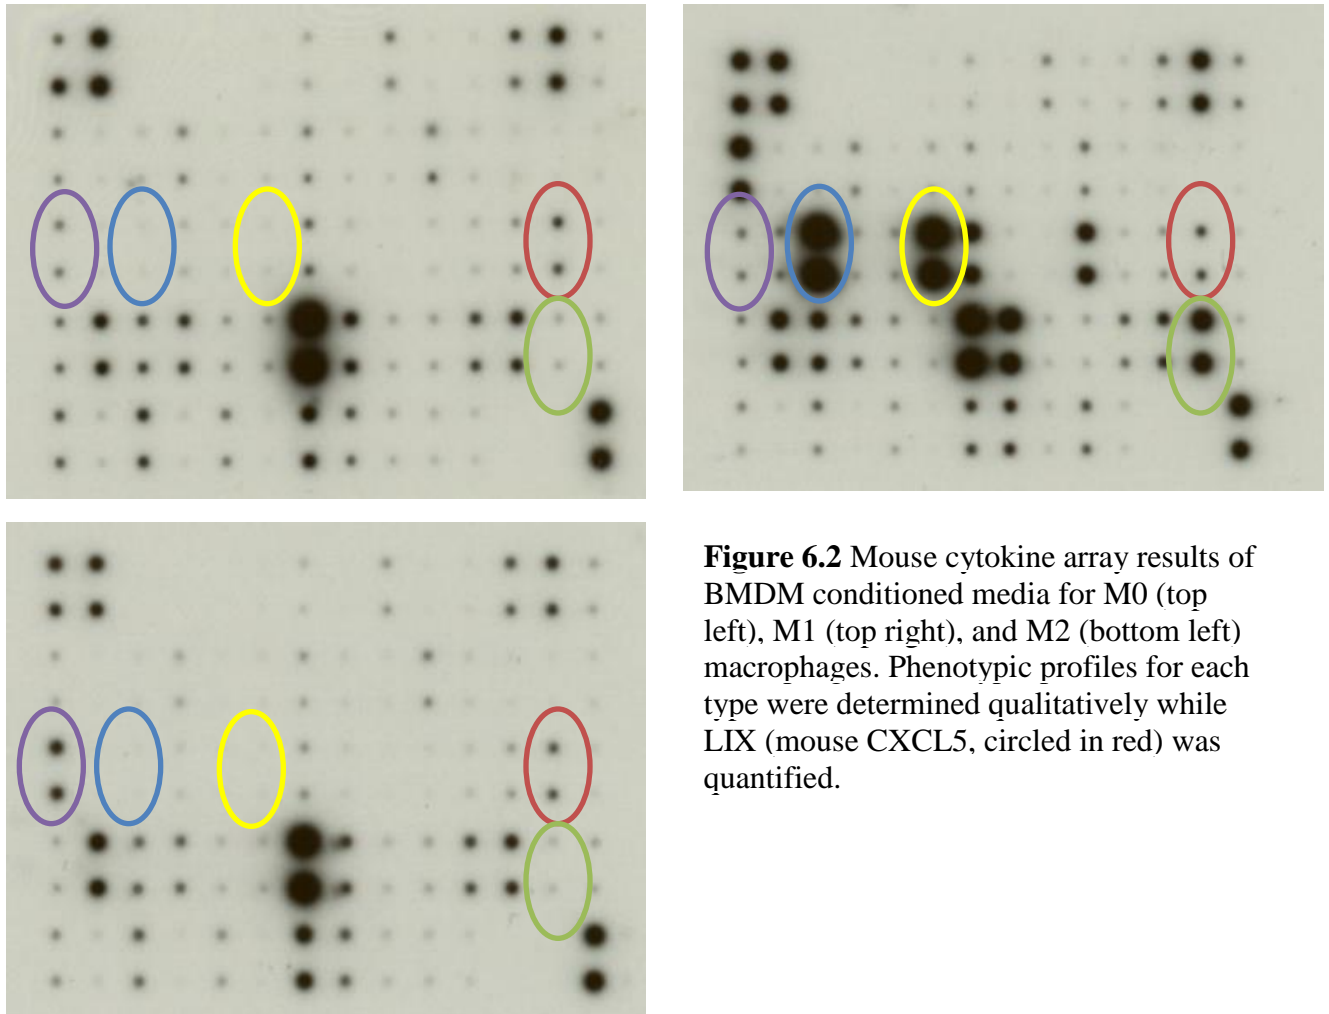 Figure 6.2 Mouse cytokine array results of
BMDM conditioned media for M0 (top
left), M1 (top right), and M2 (bottom left)
macrophages. Phenotypic profiles for each
type were determined qualitatively while
LIX (mouse CXCL5, circled in red) was
quantified.